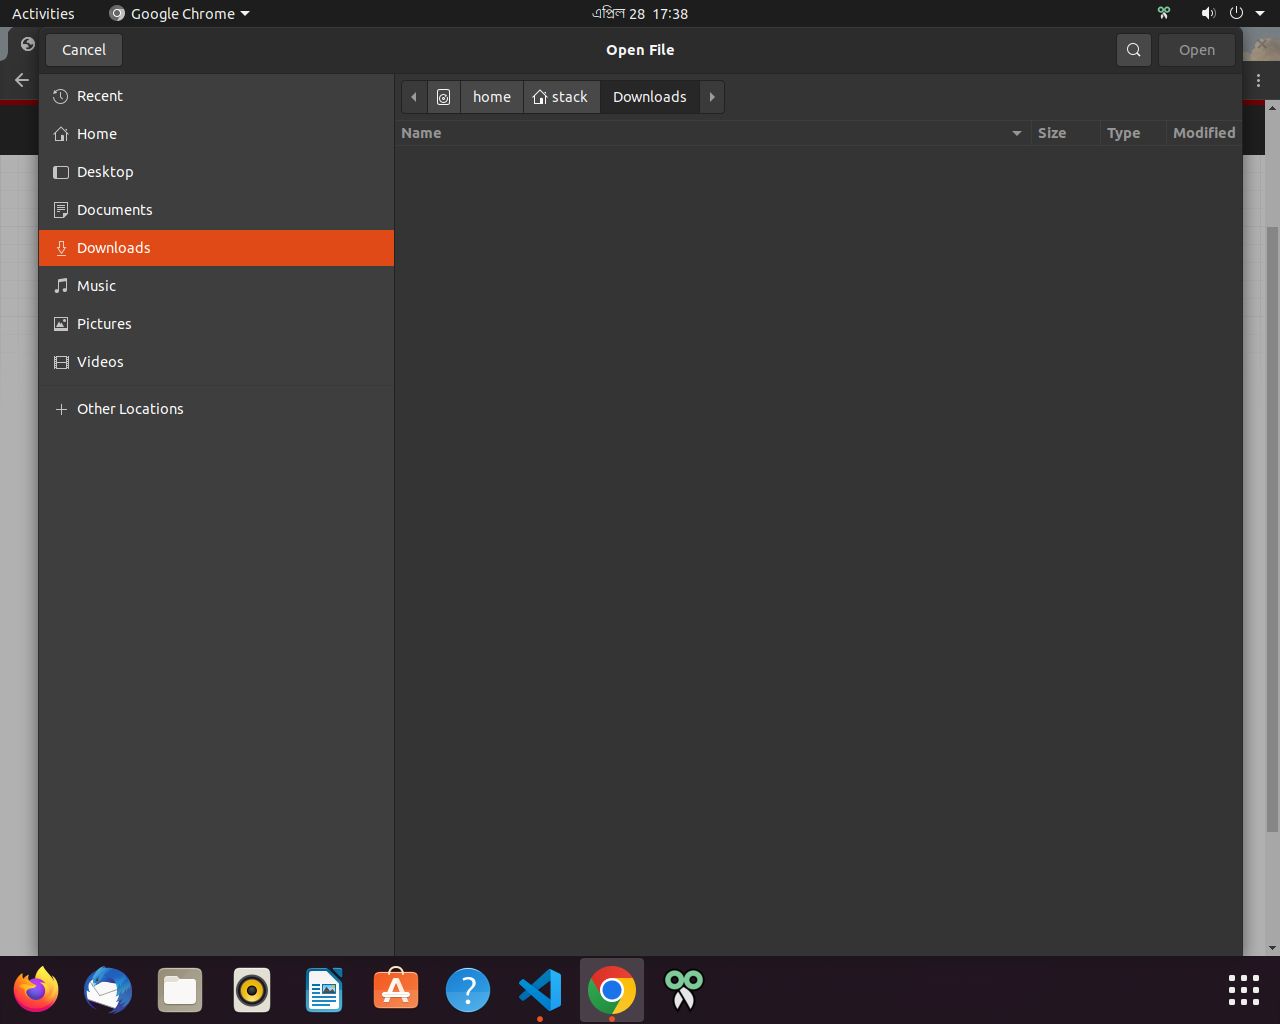 Activities
Google Chrome
এপ্রিল 28 17:38
Cancel
Open File
Open
Recent
Home
Desktop
Documents
Downloads
Music
Pictures
Videos
Other Locations
home
stack
Downloads
Name
Size
Type
Modified